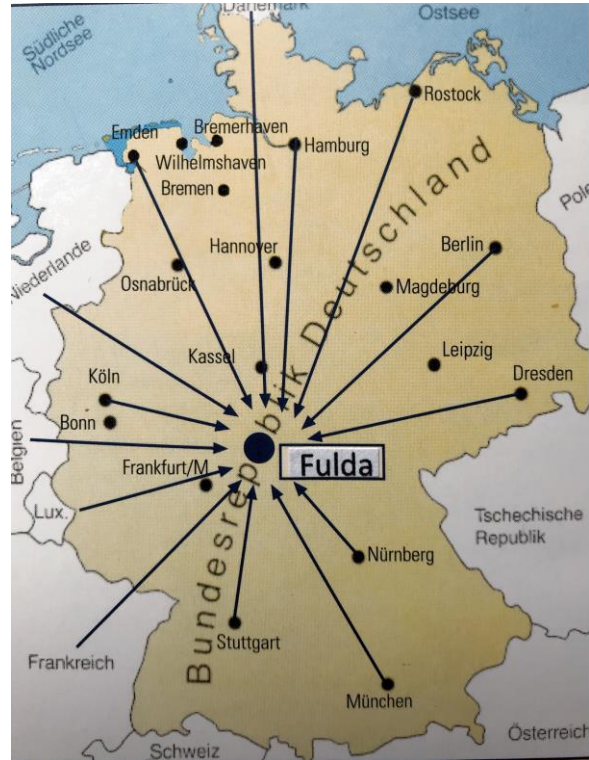 Dänemark
Ostsee
Südliche
Nordsee
Rostock
Emden
Bremerhaven
Hamburg
Wilhelmshaven
Bremen
Polen
Niederlande
Hannover
Berlin
Osnabrück
Magdeburg
Bundesrepublik Deutschland
Kassel
Leipzig
Köln
Dresden
Bonn
Belgien
Frankfurt/M
Fulda
Lux.
Tschechische
Republik
Nürnberg
Stuttgart
Frankreich
München
Österreich
Schweiz